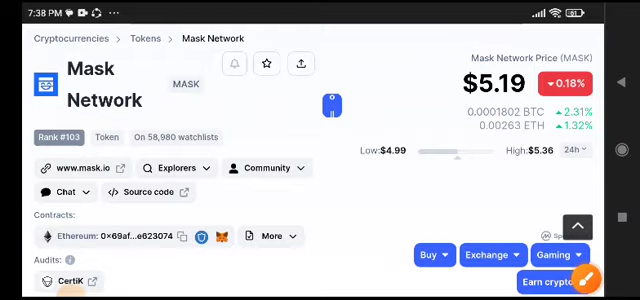 7:38 PM
61
Cryptocurrencies > Tokens > Mask Network
Mask Network Price (MASK)
Mask
Network
MASK
$5.19
0.18%
0.0001802 BTC 2.31%
0.00263 ETH 1.32%
Rank #103
Token
On 58,980 watchlists
Low:$4.99
High:$5.36
24h
www.mask.io
Explorers
Community
Chat
Source code
Contracts:
Ethereum: 0x69af...e623074
More
Buy
Exchange
Gaming
Audits:
CertiK
Earn crypto